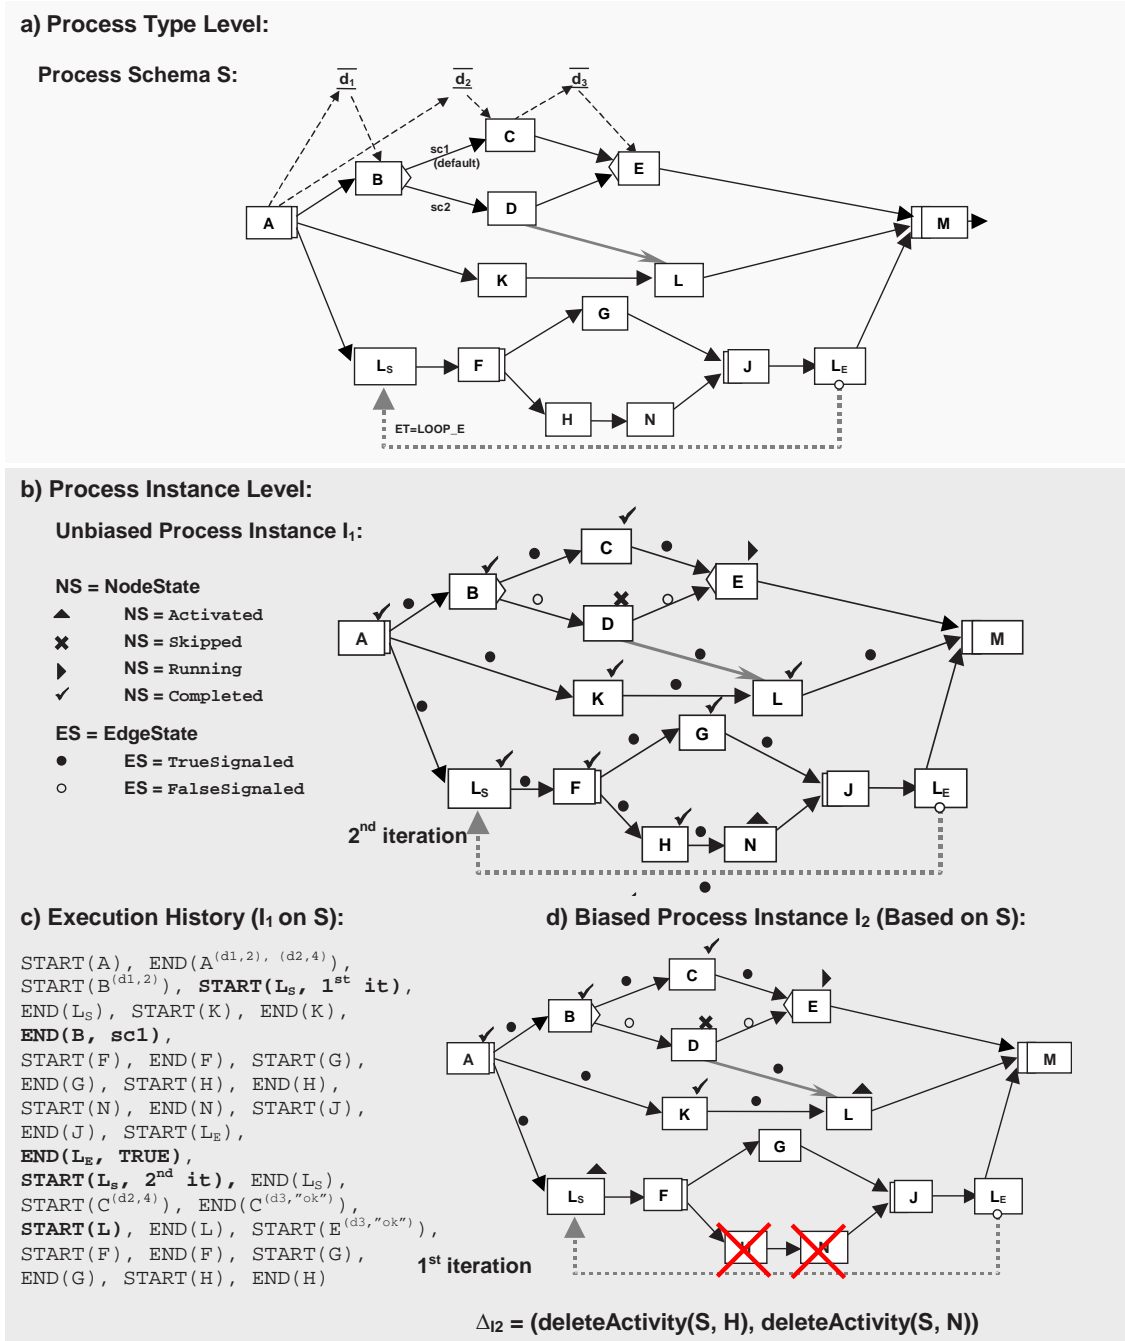 a) Process Type Level:
Process Schema S:
d1
d2
d3
C
sc1
(default)
B
E
sc2
D
A
M
K
L
G
LS
F
J
LE
H
N
ET=LOOP_E
b) Process Instance Level:
Unbiased Process Instance I1:
NS = NodeState
NS = Activated
NS = Skipped
NS = Running
NS = Completed
ES = EdgeState
ES = TrueSignaled
ES = FalseSignaled
C
B
E
D
A
M
K
L
G
LS
F
J
LE
2nd iteration
H
N
c) Execution History (I1 on S):
START(A), END(A(d1,2), (d2,4)),
START(B(d1,2)), START(LS, 1st it),
END(LS), START(K), END(K),
END(B, sc1),
START(F), END(F), START(G),
END(G), START(H), END(H),
START(N), END(N), START(J),
END(J), START(LE),
END(LE, TRUE),
START(Ls, 2nd it), END(LS),
START(C(d2,4)), END(C(d3,"ok")),
START(L), END(L), START(E(d3,"ok")),
START(F), END(F), START(G),
END(G), START(H), END(H)
d) Biased Process Instance I2 (Based on S):
C
B
E
D
A
M
K
L
G
LS
F
J
LE
H
N
1st iteration
ΔI2 = (deleteActivity(S, H), deleteActivity(S, N))